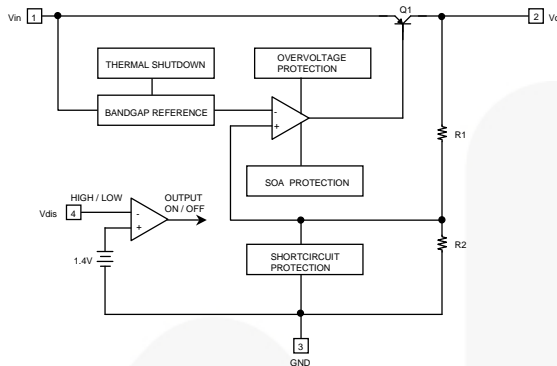 Q1
Vin 1
2 Vo
THERMAL SHUTDOWN
OVERVOLTAGE
PROTECTION
BANDGAP REFERENCE
-
+
R1
SOA PROTECTION
HIGH / LOW
OUTPUT
ON / OFF
Vdis 4
-
+
1.4V
SHORTCIRCUIT
PROTECTION
R2
3
GND